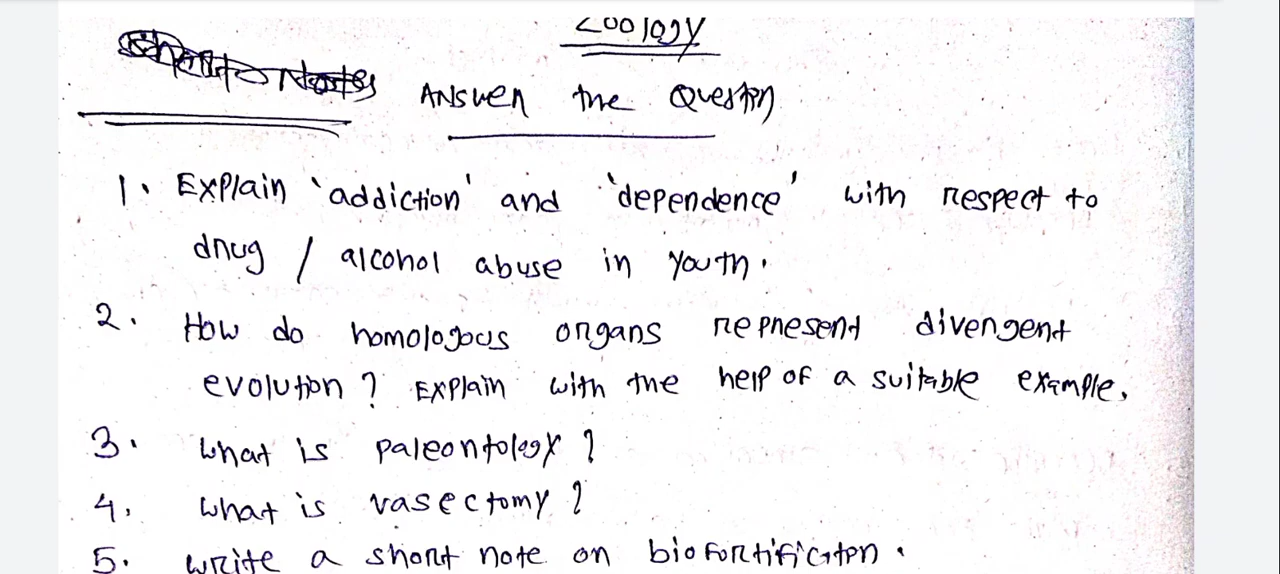 Zoology
Short Notes
Answer the Question
1. Explain 'addiction' and 'dependence' with respect to
drug / alcohol abuse in youth.
2. How do homologous organs represent divergent
evolution? Explain with the help of a suitable example.
3. What is paleontology?
4. What is vasectomy?
5. Write a short note on biofortification.